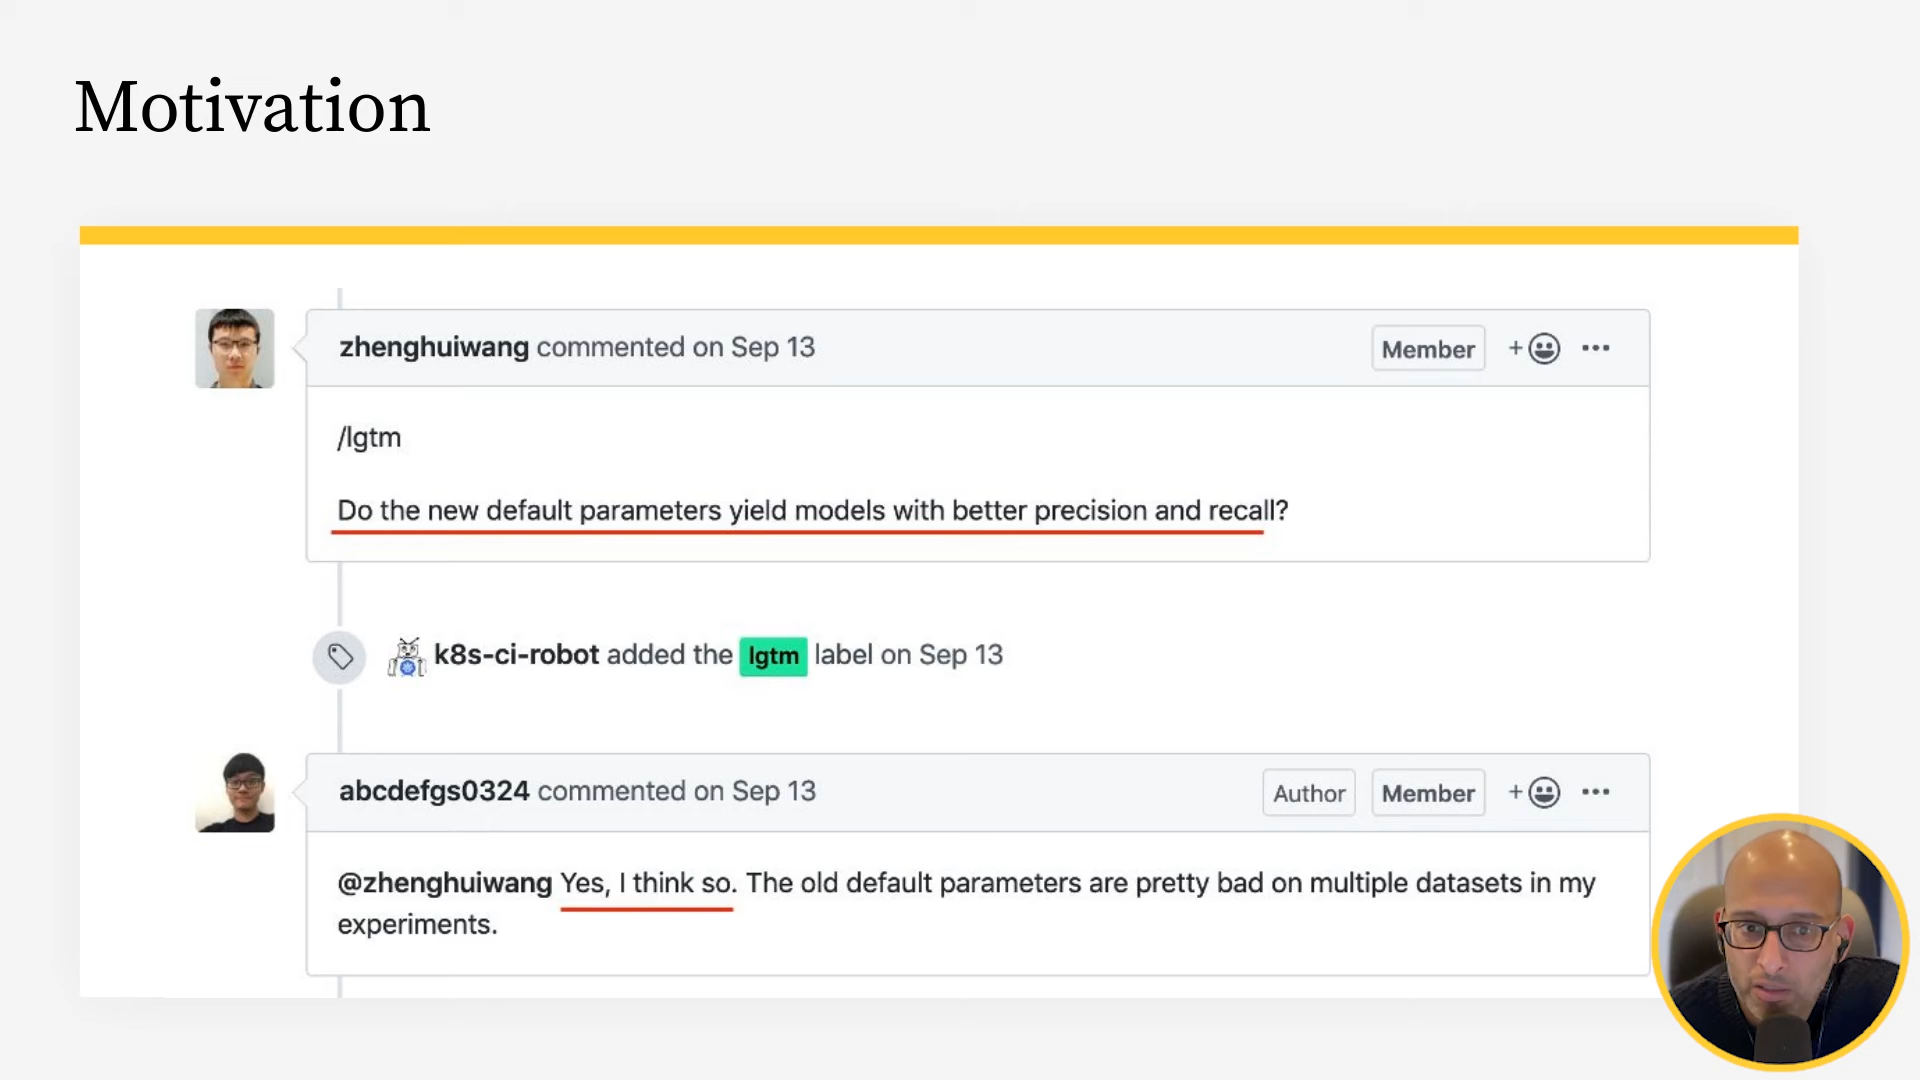 Motivation
zhenghuiwang commented on Sep 13 Member
/lgtm
Do the new default parameters yield models with better precision and recall?
k8s-ci-robot added the lgtm label on Sep 13
abcdefgs0324 commented on Sep 13 Author Member
@zhenghuiwang Yes, I think so. The old default parameters are pretty bad on multiple datasets in my
experiments.